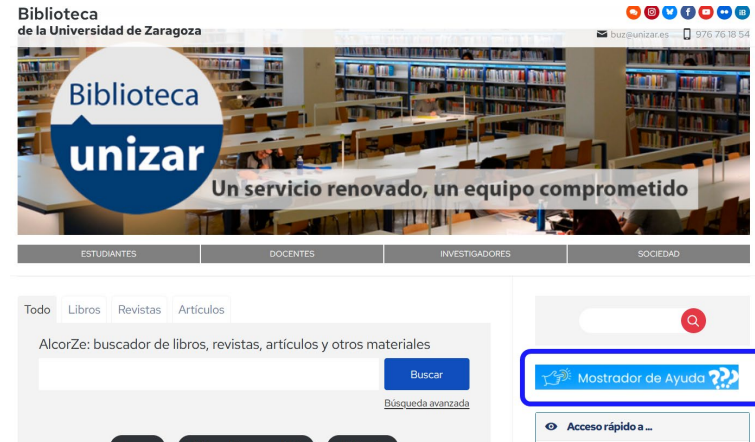 Biblioteca
de la Universidad de Zaragoza
buz@unizar.es 976 76 18 54
Biblioteca
unizar
Un servicio renovado, un equipo comprometido
ESTUDIANTES DOCENTES INVESTIGADORES SOCIEDAD
Todo Libros Revistas Artículos
AlcorZe: buscador de libros, revistas, artículos y otros materiales
Buscar
Búsqueda avanzada
Mostrador de Ayuda ???
Acceso rápido a ...